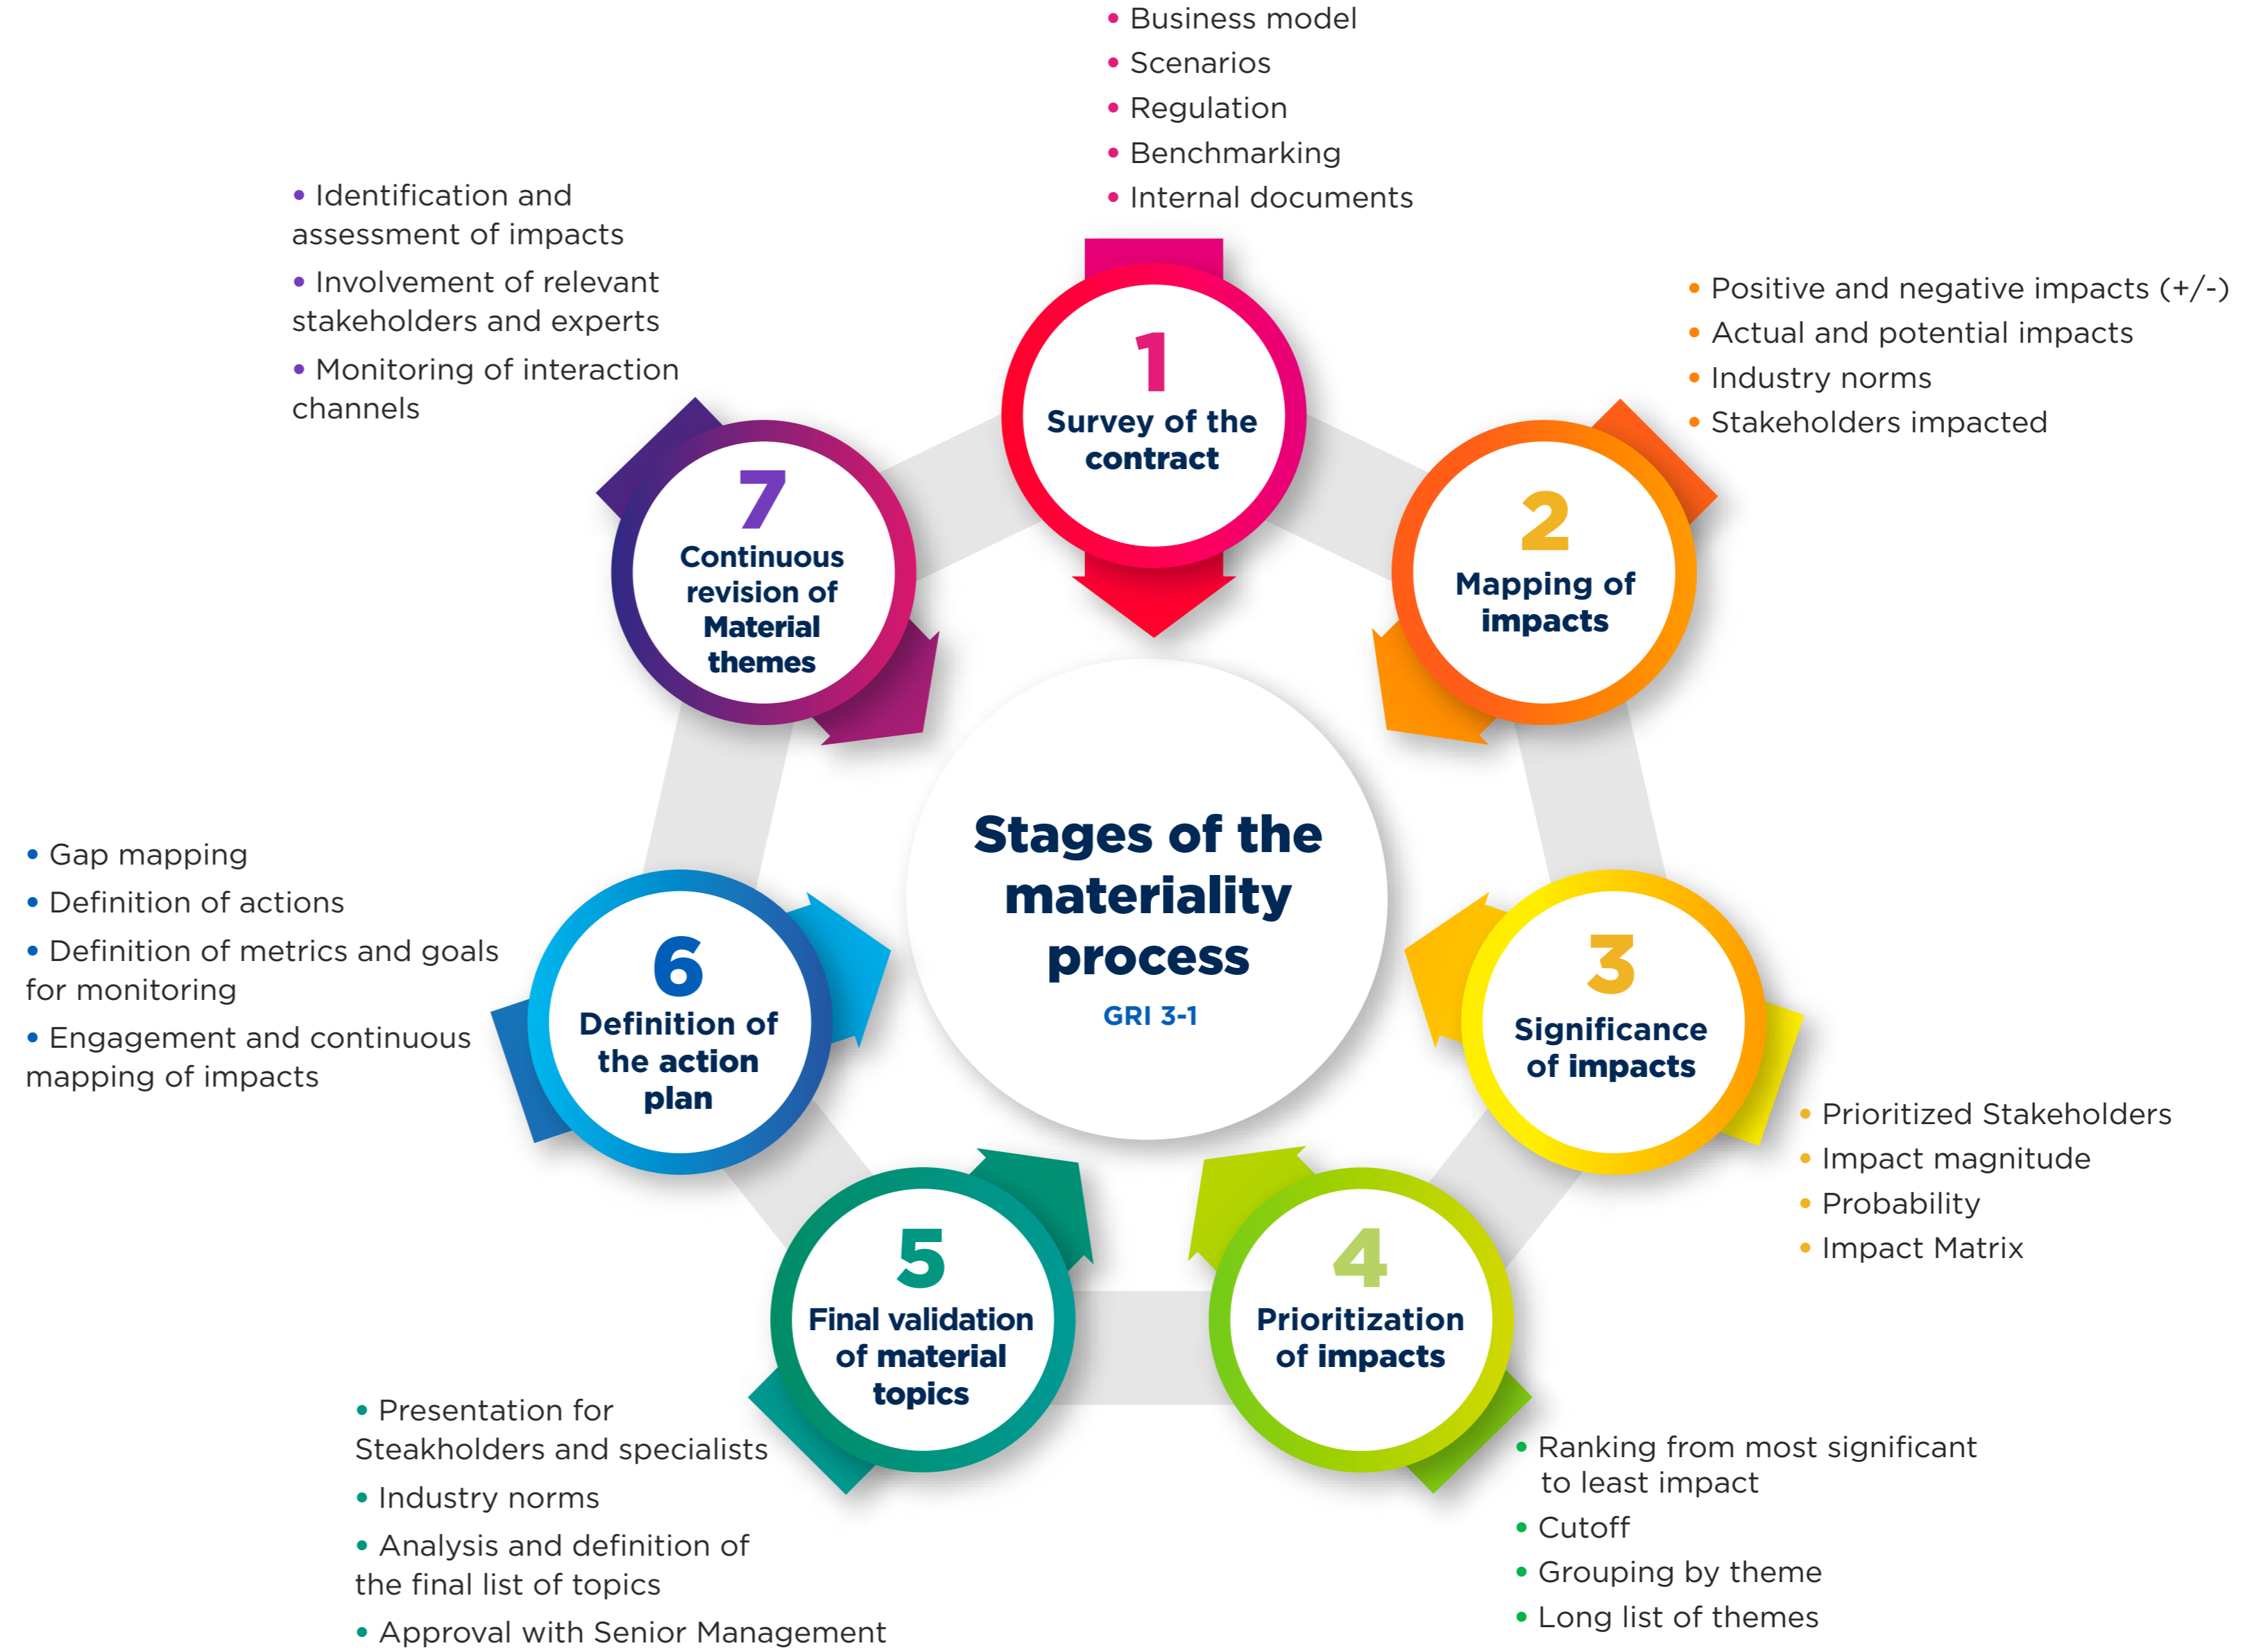 Stages of the
materiality
process
GRI 3-1
• Business model
• Scenarios
• Regulation
• Benchmarking
• Internal documents
1
Survey of the
contract
• Positive and negative impacts (+/-)
• Actual and potential impacts
• Industry norms
• Stakeholders impacted
2
Mapping of
impacts
3
Significance
of impacts
• Prioritized Stakeholders
• Impact magnitude
• Probability
• Impact Matrix
4
Prioritization
of impacts
• Ranking from most significant
to least impact
• Cutoff
• Grouping by theme
• Long list of themes
5
Final validation
of material
topics
• Presentation for
Steakholders and specialists
• Industry norms
• Analysis and definition of
the final list of topics
• Approval with Senior Management
6
Definition of
the action
plan
• Gap mapping
• Definition of actions
• Definition of metrics and goals
for monitoring
• Engagement and continuous
mapping of impacts
7
Continuous
revision of
Material
themes
• Identification and
assessment of impacts
• Involvement of relevant
stakeholders and experts
• Monitoring of interaction
channels